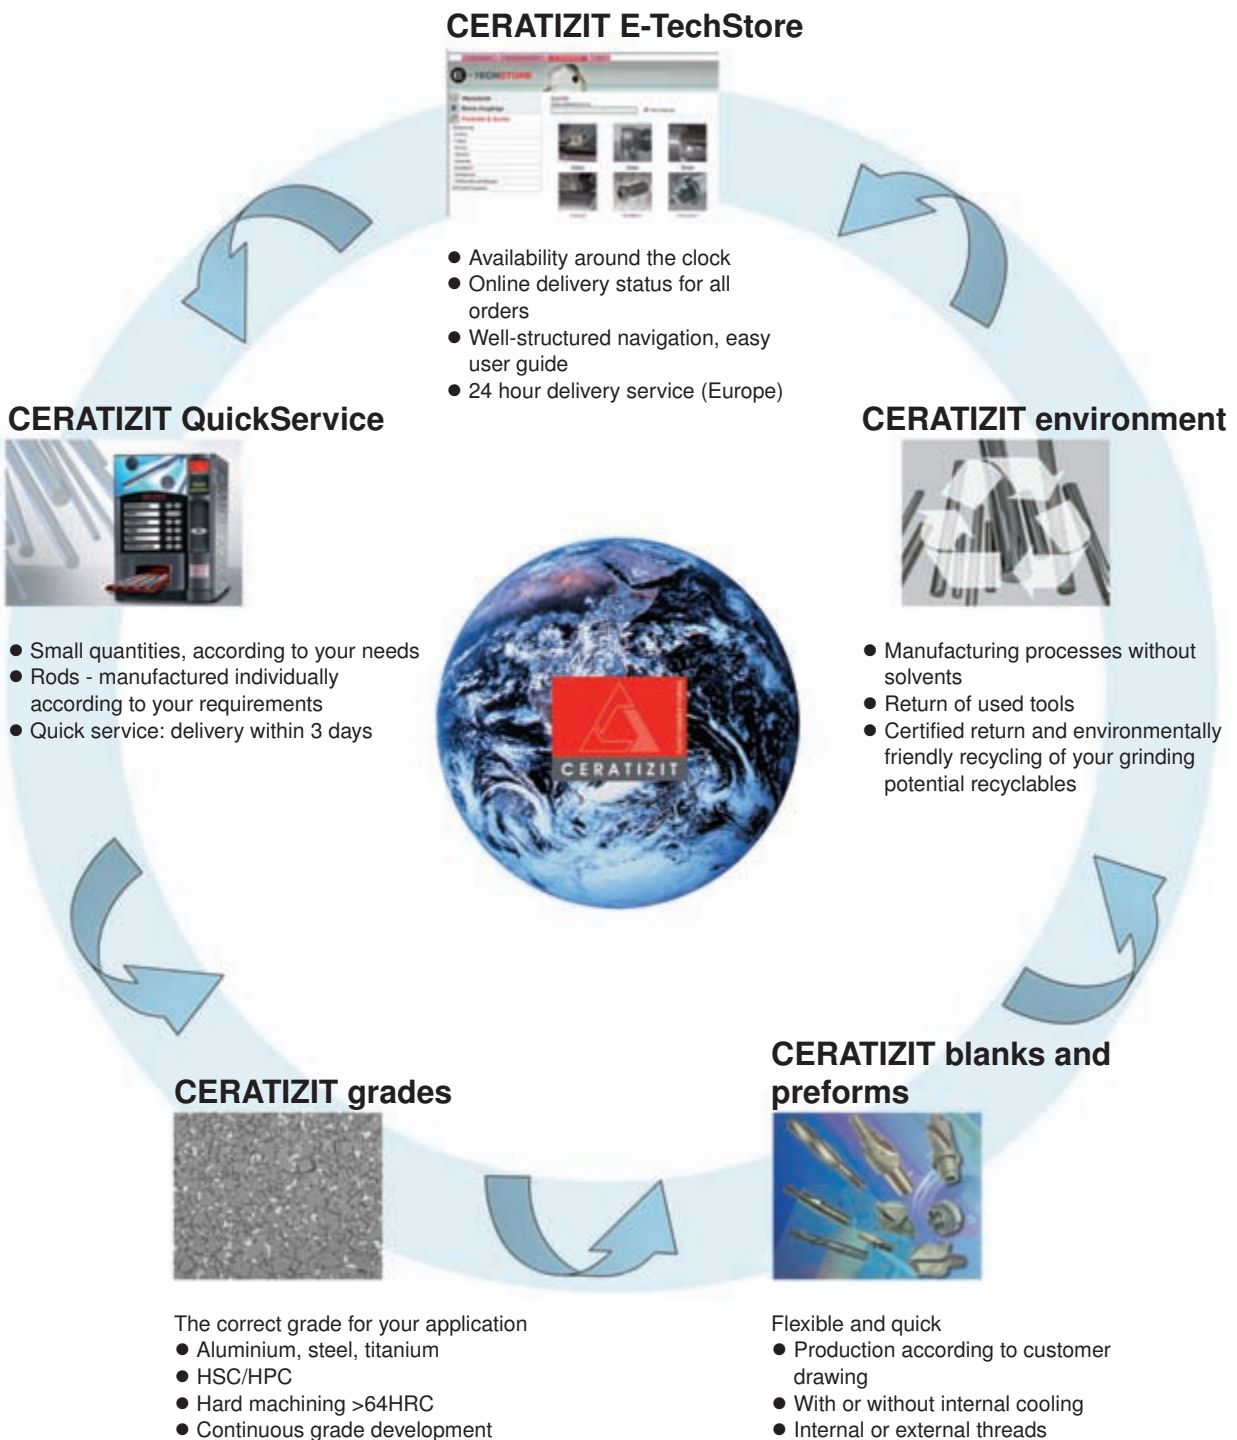 CERATIZIT E-TechStore
E-TECHSTORE
● Availability around the clock
● Online delivery status for all
orders
● Well-structured navigation, easy
user guide
● 24 hour delivery service (Europe)
CERATIZIT QuickService
● Small quantities, according to your needs
● Rods - manufactured individually
according to your requirements
● Quick service: delivery within 3 days
CERATIZIT environment
● Manufacturing processes without
solvents
● Return of used tools
● Certified return and environmentally
friendly recycling of your grinding
potential recyclables
CERATIZIT
CERATIZIT grades
The correct grade for your application
● Aluminium, steel, titanium
● HSC/HPC
● Hard machining >64HRC
● Continuous grade development
CERATIZIT blanks and
preforms
Flexible and quick
● Production according to customer
drawing
● With or without internal cooling
● Internal or external threads